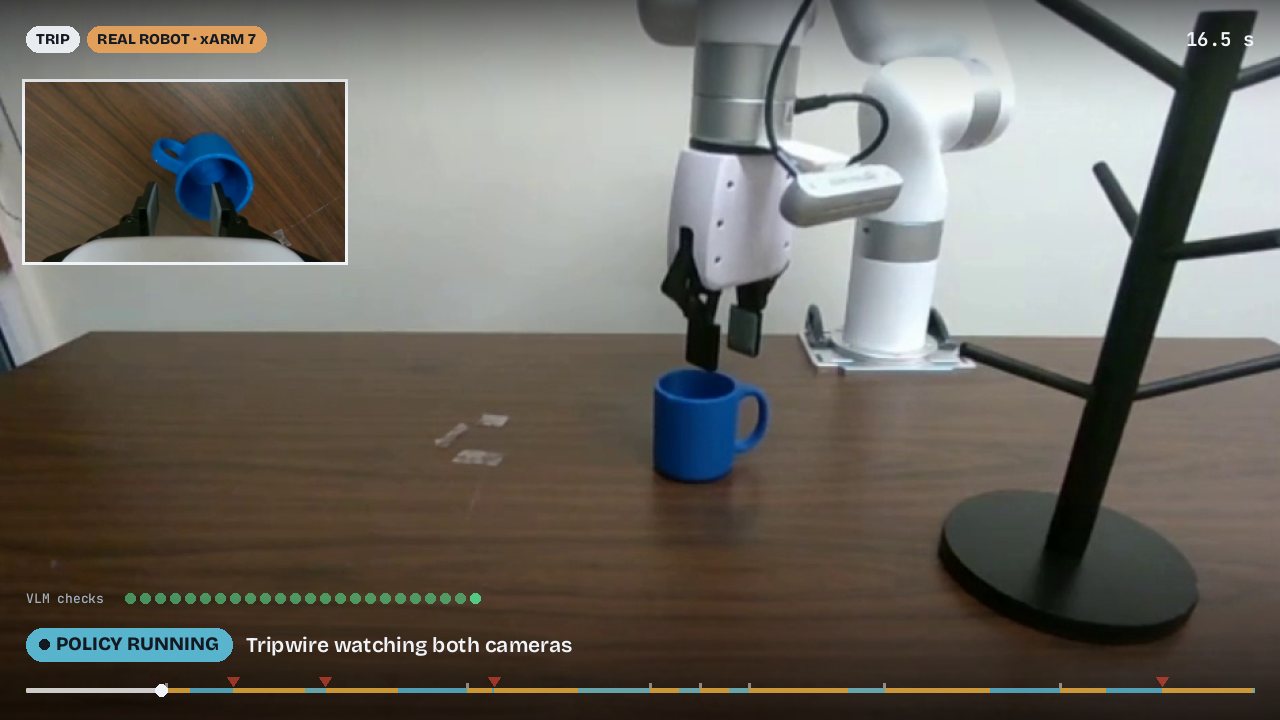 TRIP
REAL ROBOT · xARM 7
16.5 s
VLM checks
POLICY RUNNING
Tripwire watching both cameras